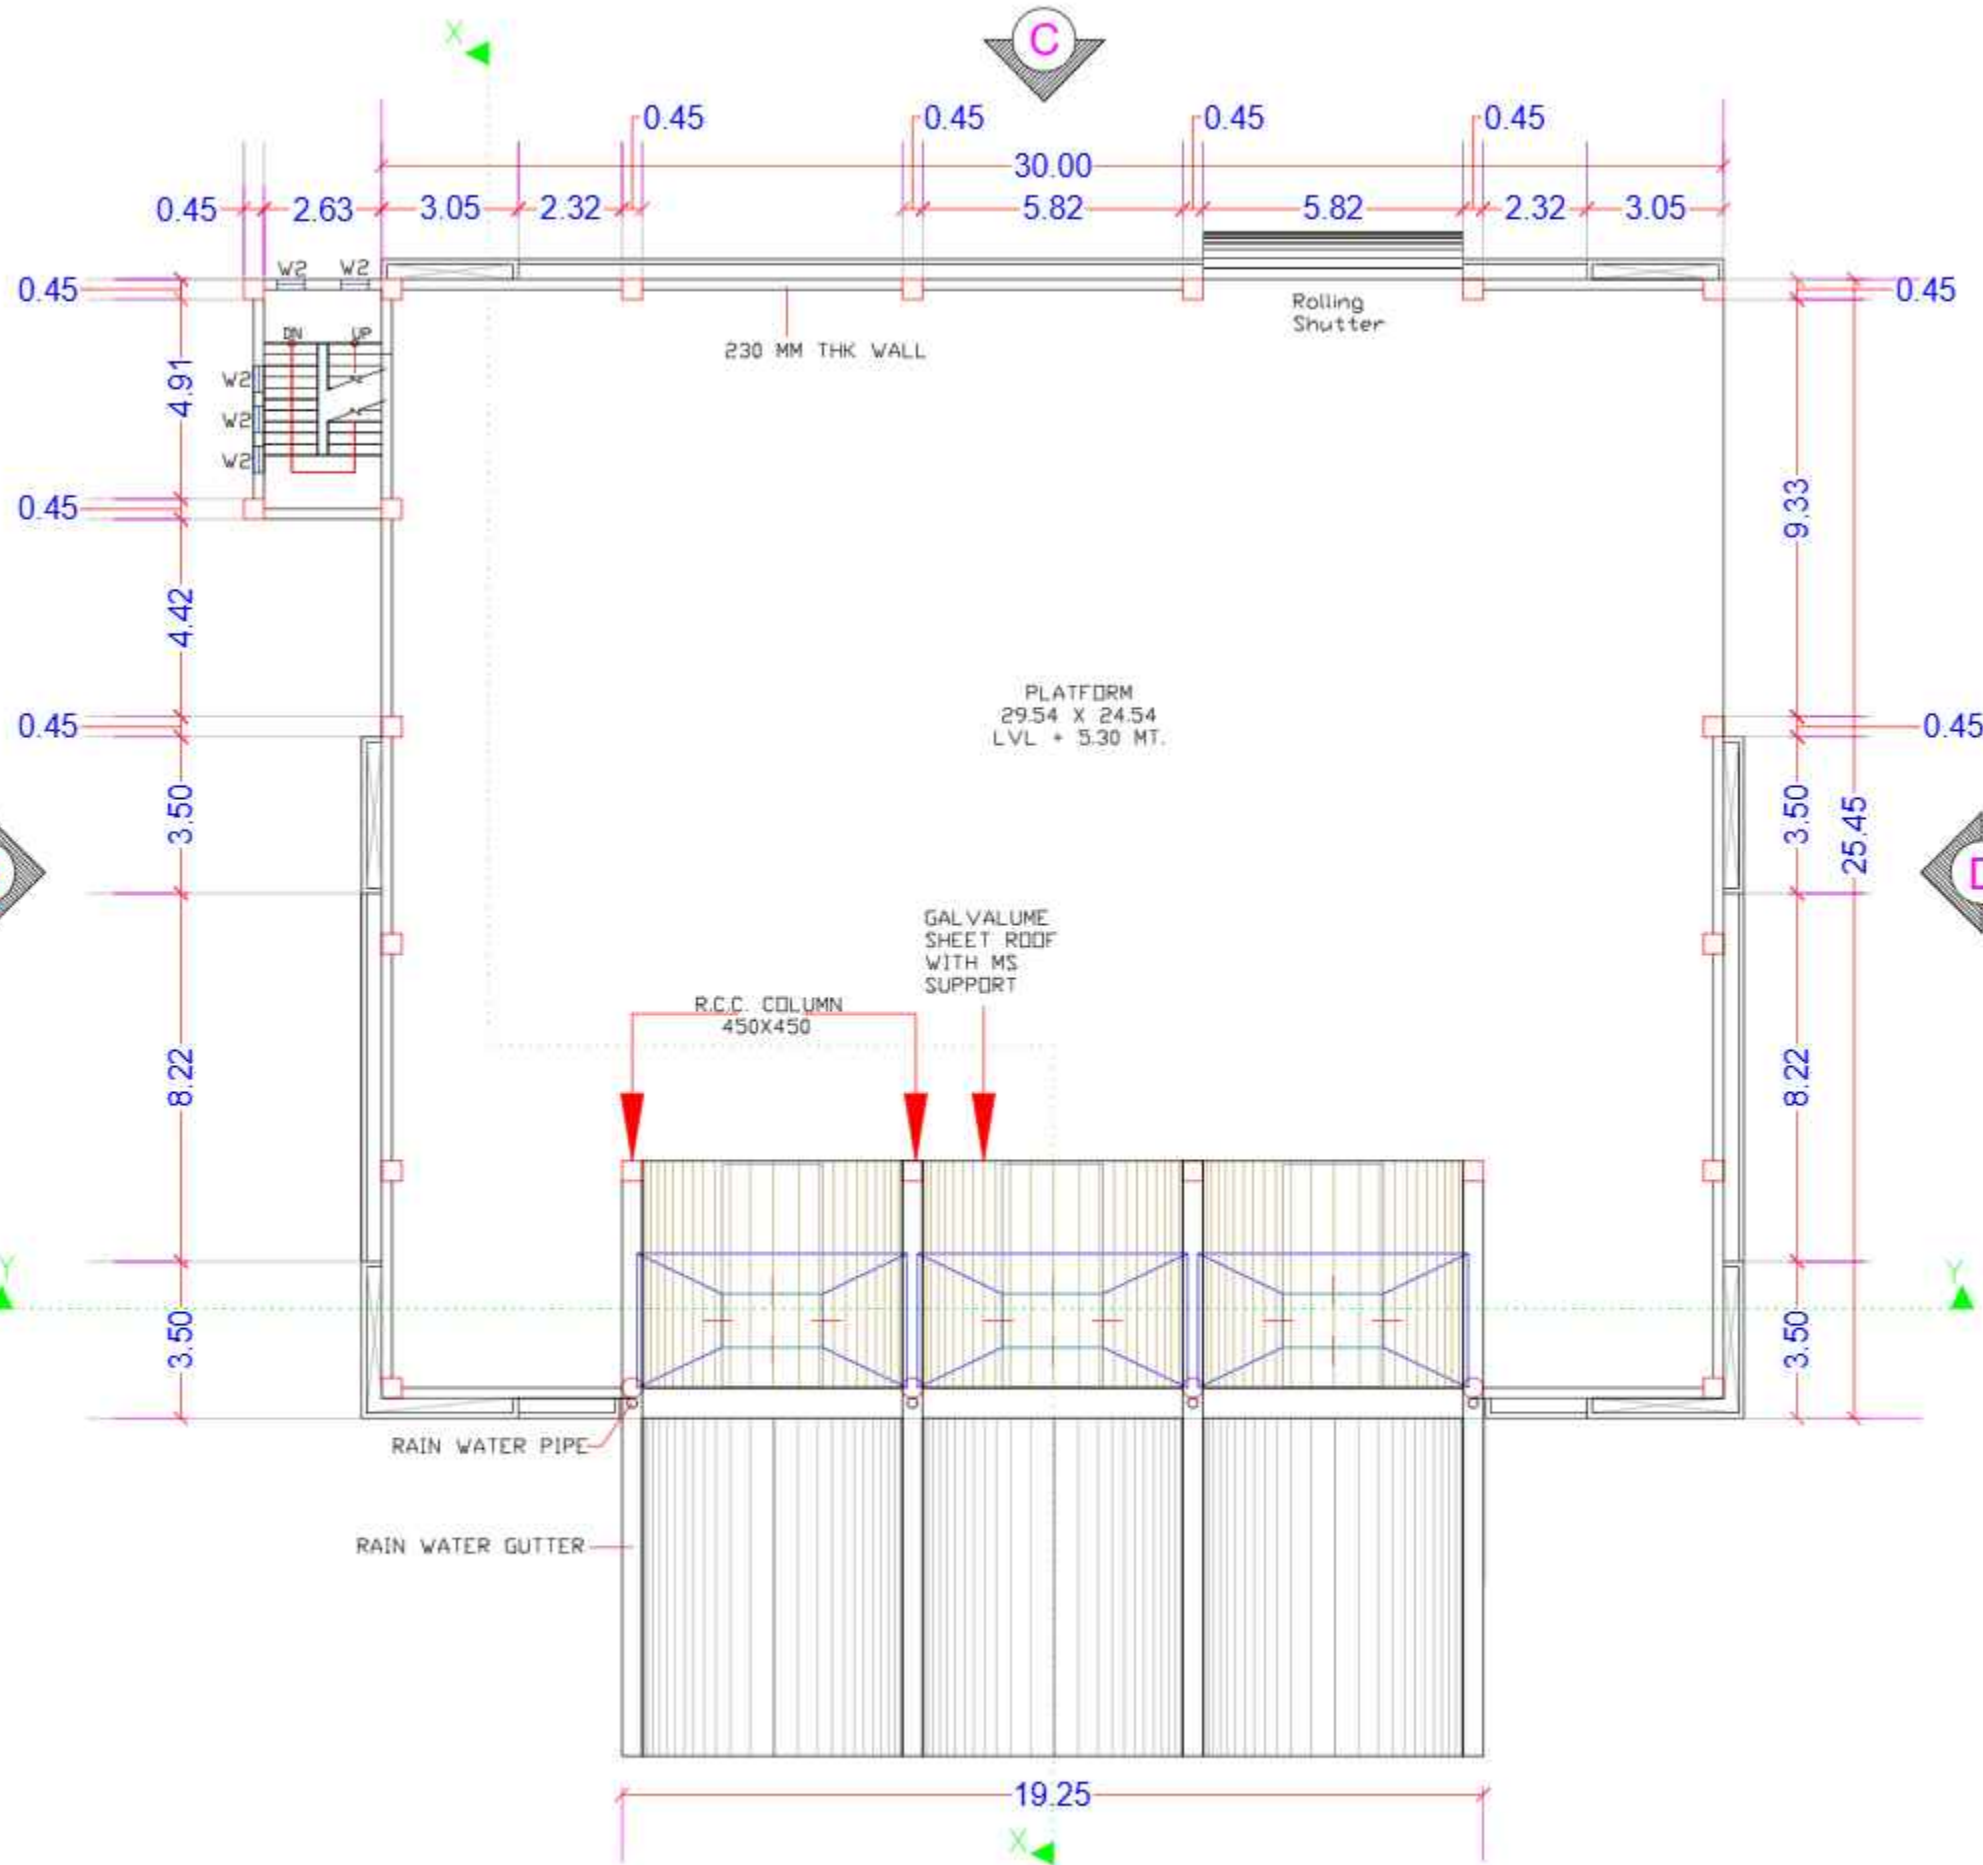 X
C
0.45
0.45
0.45
0.45
30.00
0.45
2.63
3.05
2.32
5.82
5.82
2.32
3.05
W2
W2
0.45
0.45
Rolling
Shutter
DN
UP
230 MM THK WALL
4.91
W2
W2
W2
0.45
9.33
4.42
PLATFORM
29.54 X 24.54
LVL + 5.30 MT.
0.45
0.45
3.50
3.50
25.45
D
GALVALUME
SHEET ROOF
WITH MS
SUPPORT
R.C.C. COLUMN
450X450
8.22
8.22
Y
Y
3.50
3.50
RAIN WATER PIPE
RAIN WATER GUTTER
19.25
X